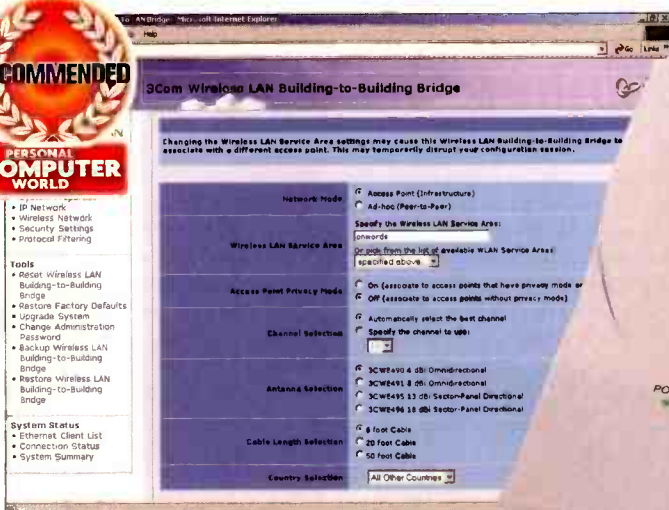 To
AN Bridge - Microsoft Internet Explorer
Help
Go
Links
COMMENDED
PERSONAL
COMPUTER
WORLD
3Com Wireless LAN Building-to-Building Bridge
Changing the Wireless LAN Service Area settings may cause this Wireless LAN Building-to-Building Bridge to
associate with a different access point. This may temporarily disrupt your configuration session.
• IP Network
• Wireless Network
• Security Settings
• Protocol Filtering
Tools
• Reset Wireless LAN
Building-to-Building
Bridge
• Restore Factory Defaults
• Upgrade System
• Change Administration
Password
• Backup Wireless LAN
Building-to-Building
Bridge
• Restore Wireless LAN
Building-to-Building
Bridge
System Status
• Ethernet Client List
• Connection Status
• System Summary
Network Mode
Access Point (Infrastructure)
Ad-hoc (Peer-to-Peer)
Wireless LAN Service Area
Specify the Wireless LAN Service Area:
onwords
Or pick from the list of available WLAN Service Areas:
specified above
Access Point Privacy Mode
On (associate to access points that have privacy mode on
Off (associate to access points without privacy mode)
Channel Selection
Automatically select the best channel
Specify the channel to use:
Antenna Selection
3CWE490 4 dBi Omnidirectional
3CWE491 8 dBi Omnidirectional
3CWE495 13 dBi Sector-Panel Directional
3CWE496 18 dBi Sector-Panel Directional
Cable Length Selection
6 foot Cable
20 foot Cable
50 foot Cable
Country Selection
All Other Countries
PO